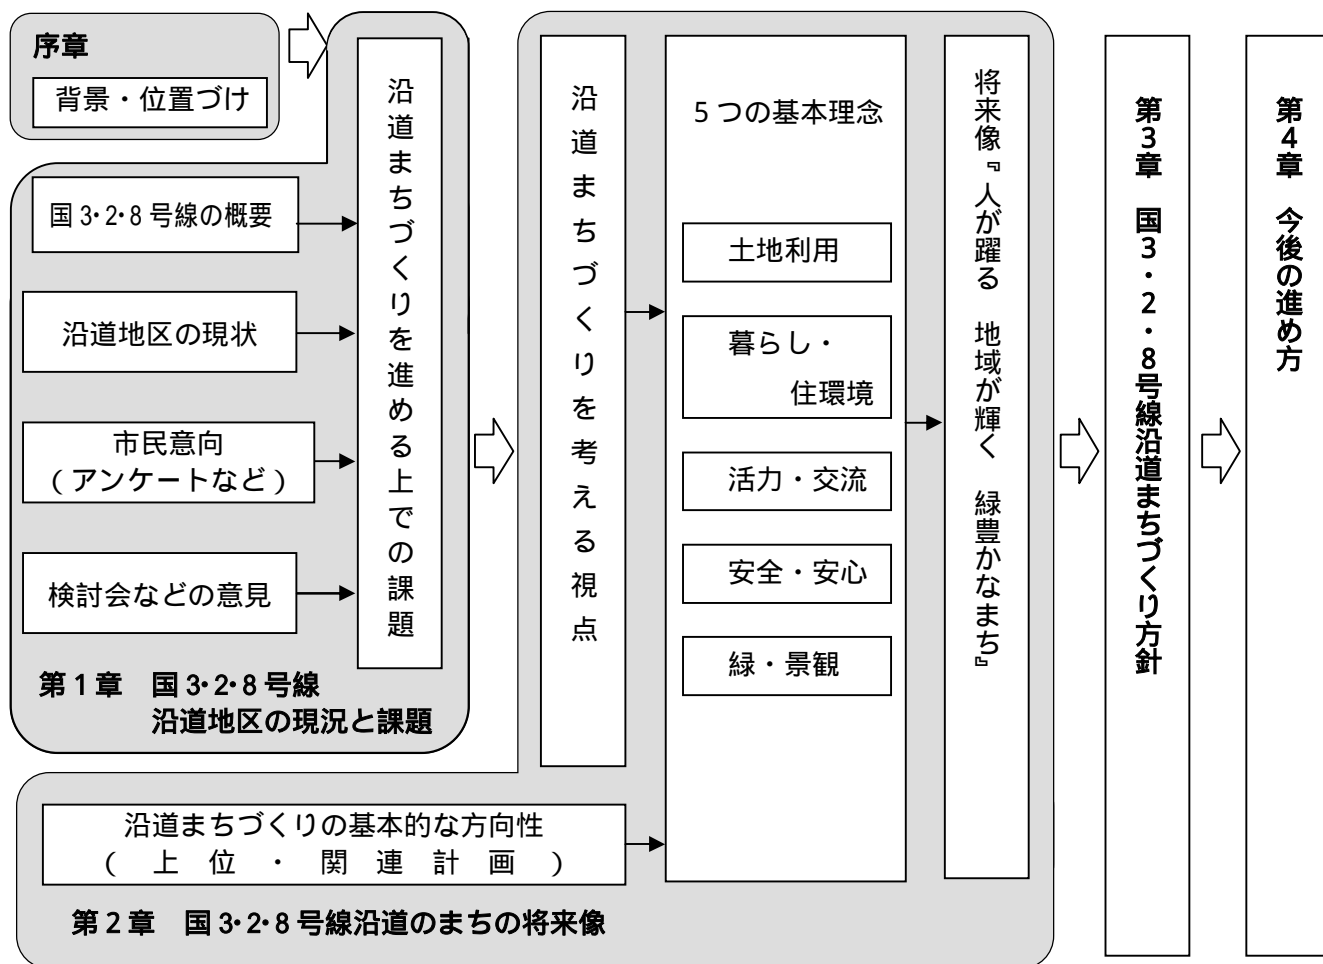 序章
背景・位置づけ
国3・2・8号線の概要
沿道地区の現状
市民意向
(アンケートなど)
検討会などの意見
沿道まちづくりを進める上での課題
第1章　国3・2・8号線
沿道地区の現況と課題
沿道まちづくりを考える視点
沿道まちづくりの基本的な方向性
(　上　位　・　関　連　計　画　)
5つの基本理念
土地利用
暮らし・
住環境
活力・交流
安全・安心
緑・景観
将来像『人が躍る　地域が輝く　緑豊かなまち』
第2章　国3・2・8号線沿道のまちの将来像
第3章　国3・2・8号線沿道まちづくり方針
第4章　今後の進め方